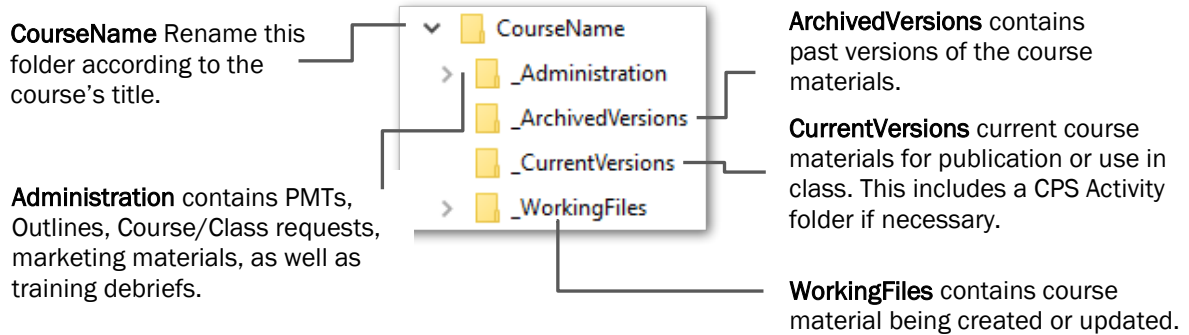 CourseName Rename this
folder according to the
course's title.
Administration contains PMTs,
Outlines, Course/Class requests,
marketing materials, as well as
training debriefs.
CourseName
_Administration
_ArchivedVersions
_CurrentVersions
_WorkingFiles
ArchivedVersions contains
past versions of the course
materials.
CurrentVersions current course
materials for publication or use in
class. This includes a CPS Activity
folder if necessary.
WorkingFiles contains course
material being created or updated.